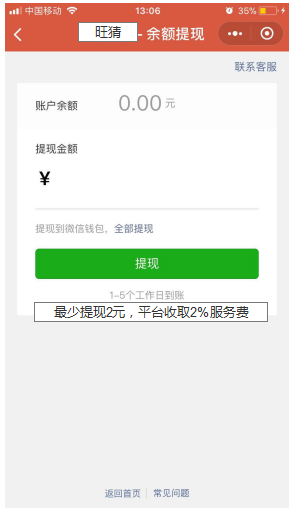 中国移动 13:06 35%
旺猜 - 余额提现
联系客服
账户余额 0.00 元
提现金额
¥
提现到微信钱包，全部提现
提现
1~5个工作日到账
最少提现2元，平台收取2%服务费
返回首页 | 常见问题